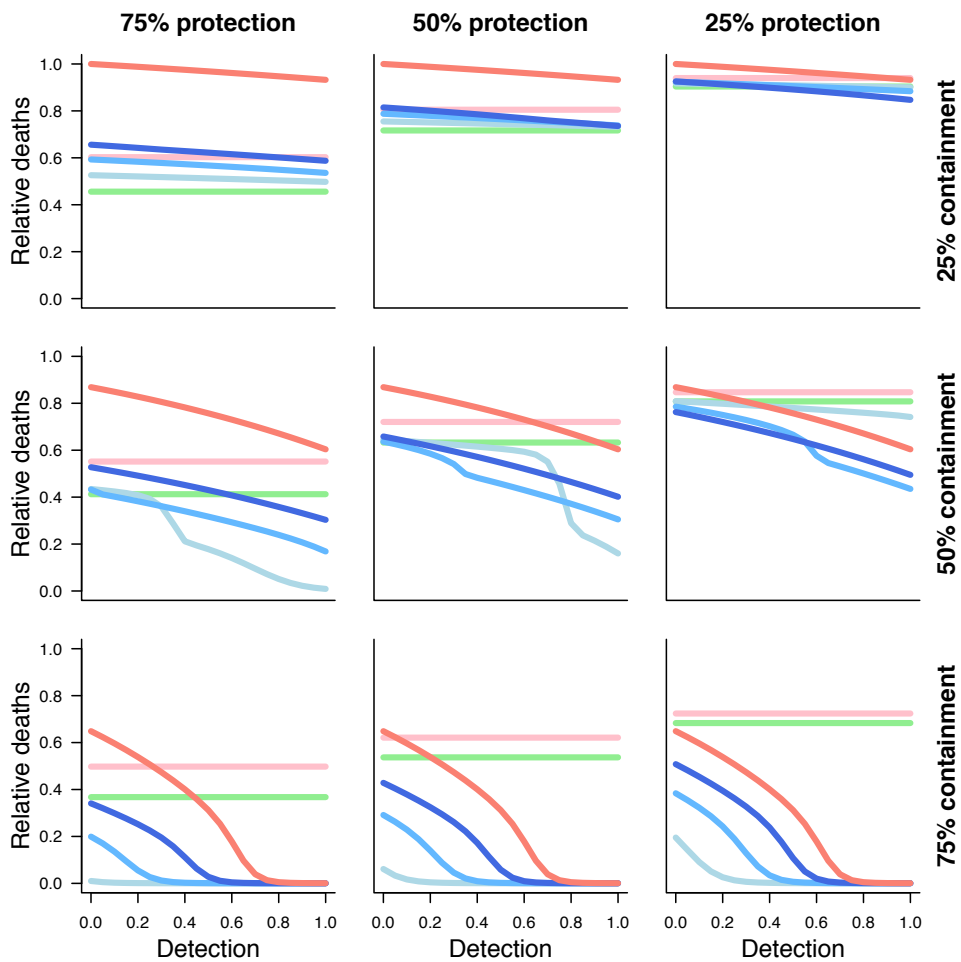 75% protection 50% protection 25% protection
Relative deaths
1.0
0.8
0.6
0.4
0.2
0.0
25% containment
Relative deaths
1.0
0.8
0.6
0.4
0.2
0.0
50% containment
Relative deaths
1.0
0.8
0.6
0.4
0.2
0.0
75% containment
0.0 0.2 0.4 0.6 0.8 1.0 0.0 0.2 0.4 0.6 0.8 1.0 0.0 0.2 0.4 0.6 0.8 1.0
Detection Detection Detection